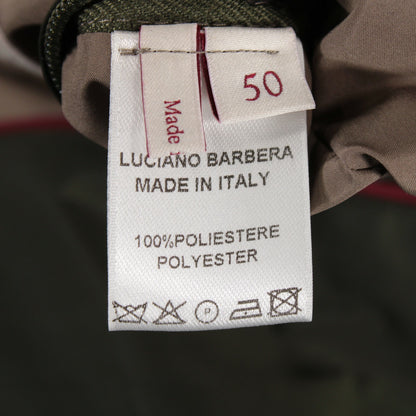 50
Made
LUCIANO BARBERA
MADE IN ITALY
100%POLIESTERE
POLYESTER
P